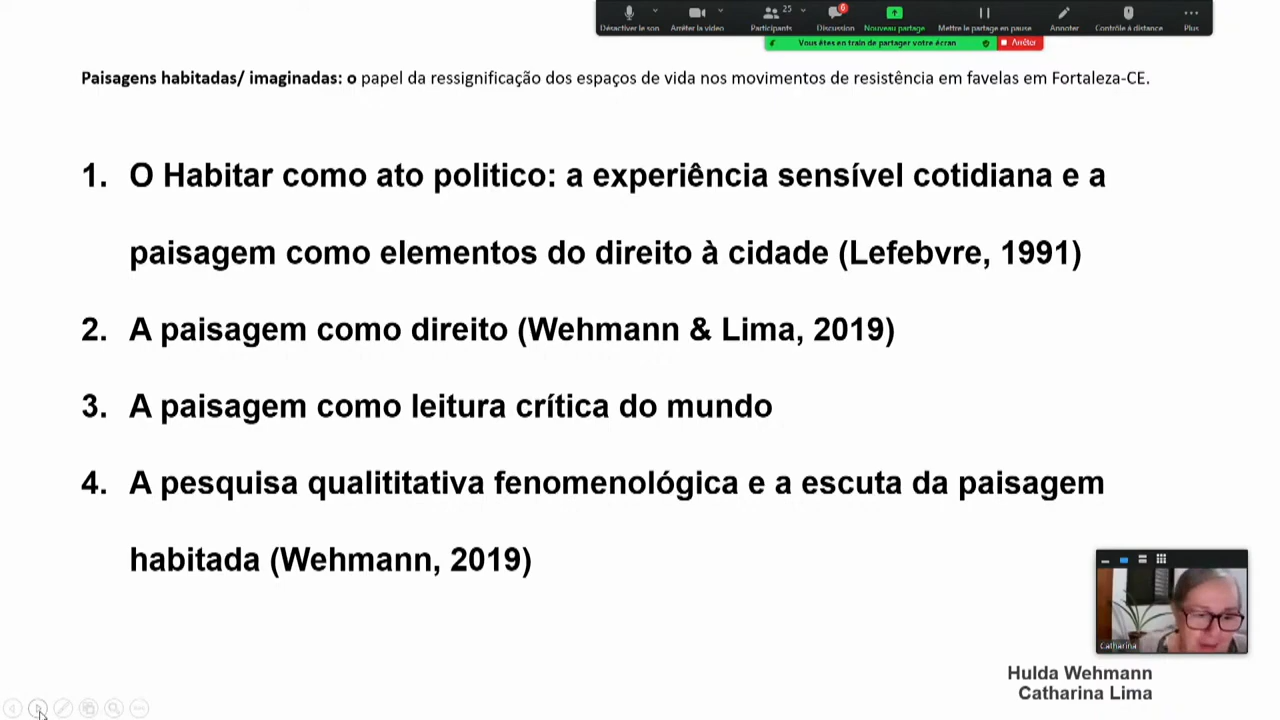 25
6
Désactiver le son
Arrêter la vidéo
Participants
Discussion
Nouveau partage
Mettre le partage en pause
Annoter
Contrôle à distance
Plus
Vous êtes en train de partager votre écran
Arrêter
Paisagens habitadas/ imaginadas: o papel da ressignificação dos espaços de vida nos movimentos de resistência em favelas em Fortaleza-CE.
1. O Habitar como ato politico: a experiência sensível cotidiana e a
paisagem como elementos do direito à cidade (Lefebvre, 1991)
2. A paisagem como direito (Wehmann & Lima, 2019)
3. A paisagem como leitura crítica do mundo
4. A pesquisa qualititativa fenomenológica e a escuta da paisagem
habitada (Wehmann, 2019)
Catharina
Hulda Wehmann
Catharina Lima